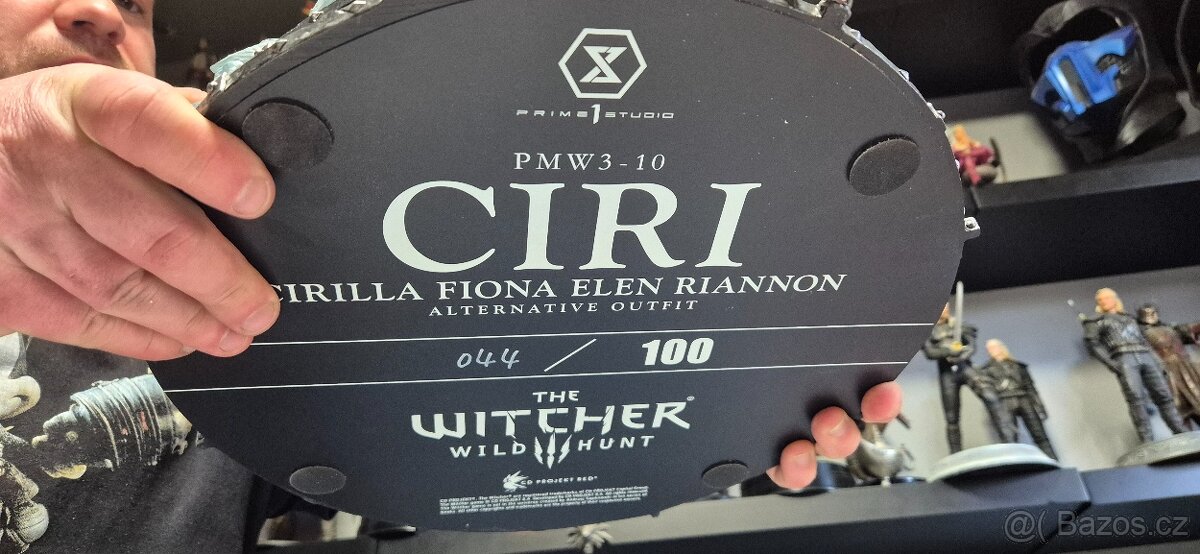 PRIME 1 STUDIO
PMW3-10
CIRI
CIRILLA FIONA ELEN RIANNON
ALTERNATIVE OUTFIT
044 / 100
THE
WITCHER®
WILD HUNT
CD PROJEKT RED®
@( Bazos.cz